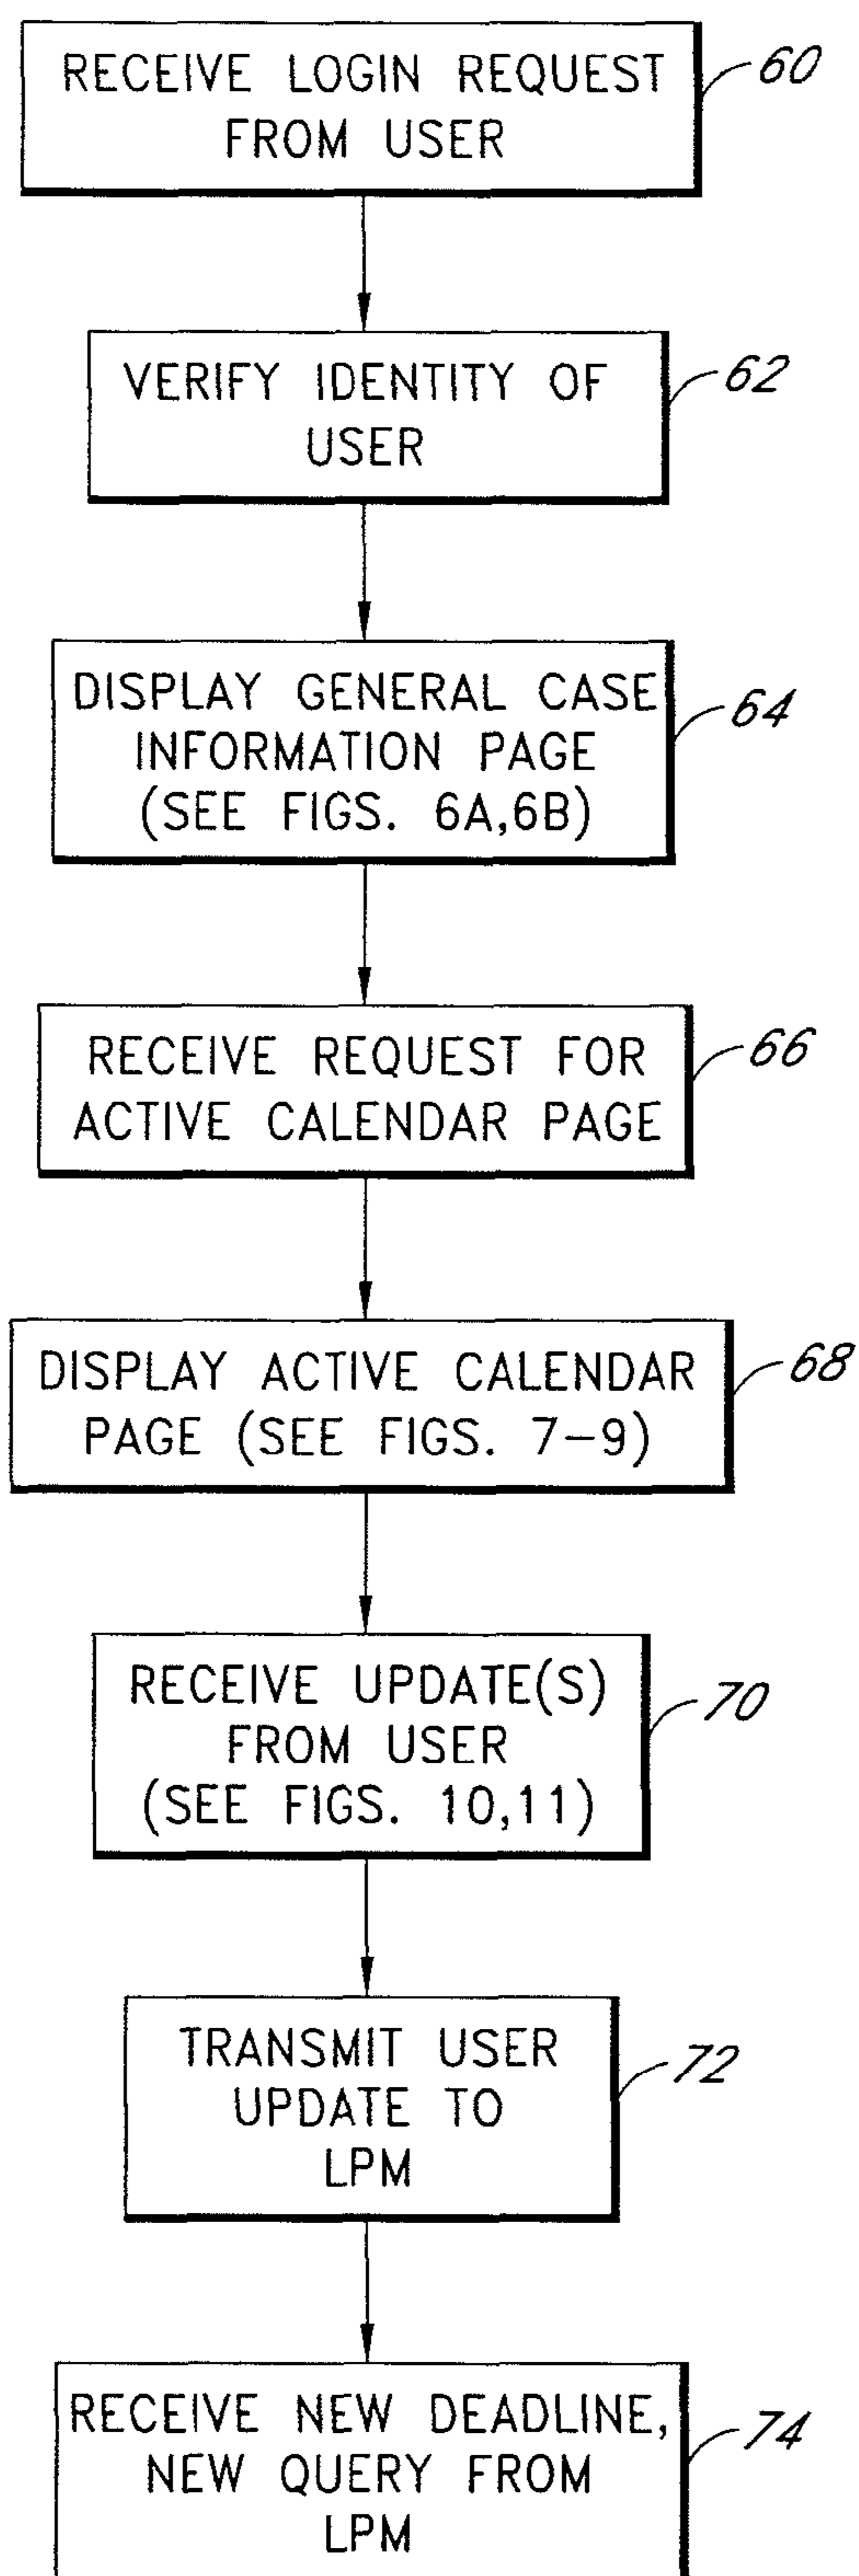 RECEIVE LOGIN REQUEST
FROM USER
60
VERIFY IDENTITY OF
USER
62
DISPLAY GENERAL CASE
INFORMATION PAGE
(SEE FIGS. 6A,6B)
64
RECEIVE REQUEST FOR
ACTIVE CALENDAR PAGE
66
DISPLAY ACTIVE CALENDAR
PAGE (SEE FIGS. 7-9)
68
RECEIVE UPDATE(S)
FROM USER
(SEE FIGS. 10,11)
70
TRANSMIT USER
UPDATE TO
LPM
72
RECEIVE NEW DEADLINE,
NEW QUERY FROM
LPM
74